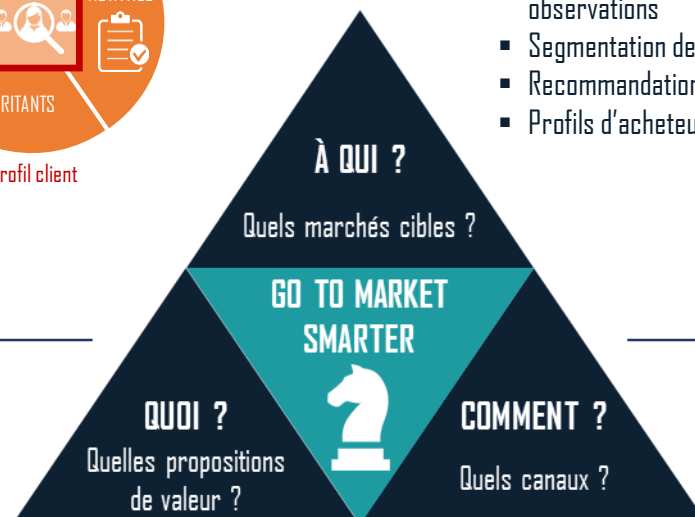 observations
Segmentation de
Profils d'acheteu
RITANTS
rofil client
À QUI ?
Quels marchés cibles ?
GO TO MARKET
SMARTER
QUOI ?
Quelles propositions
de valeur ?
COMMENT ?
Quels canaux ?